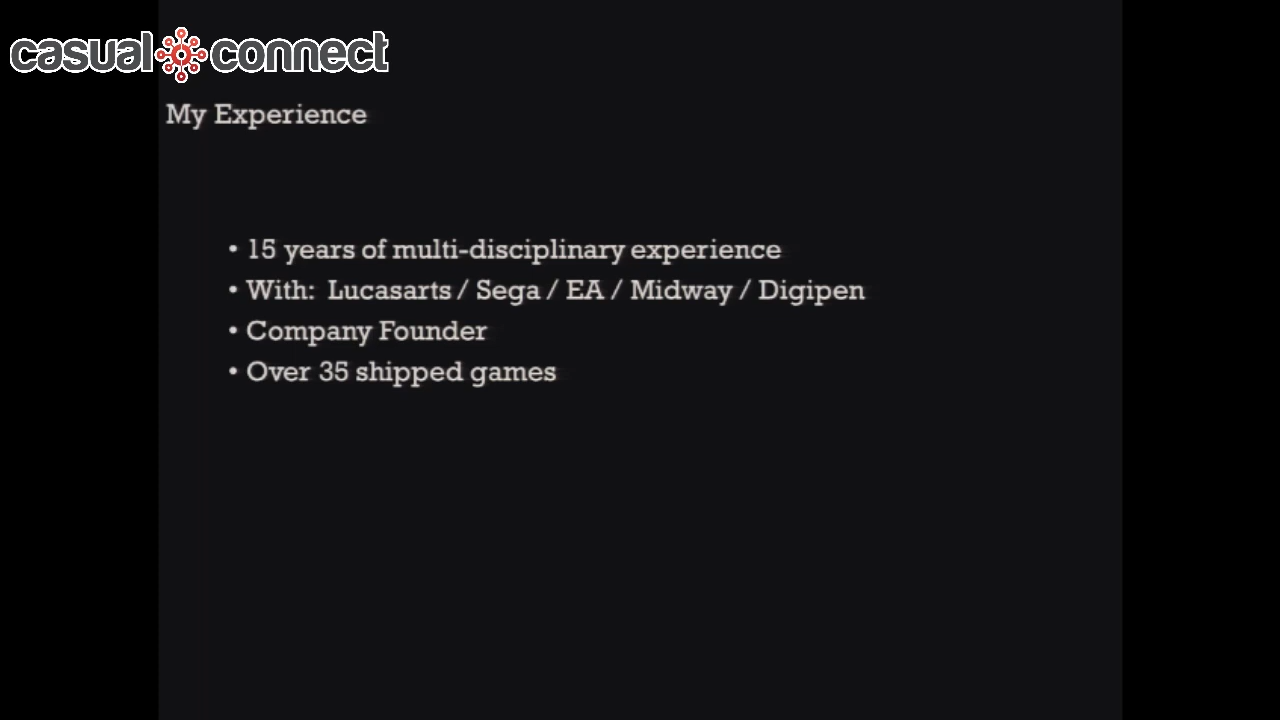 casual connect
My Experience
• 15 years of multi-disciplinary experience
• With: Lucasarts / Sega / EA / Midway / Digipen
• Company Founder
• Over 35 shipped games